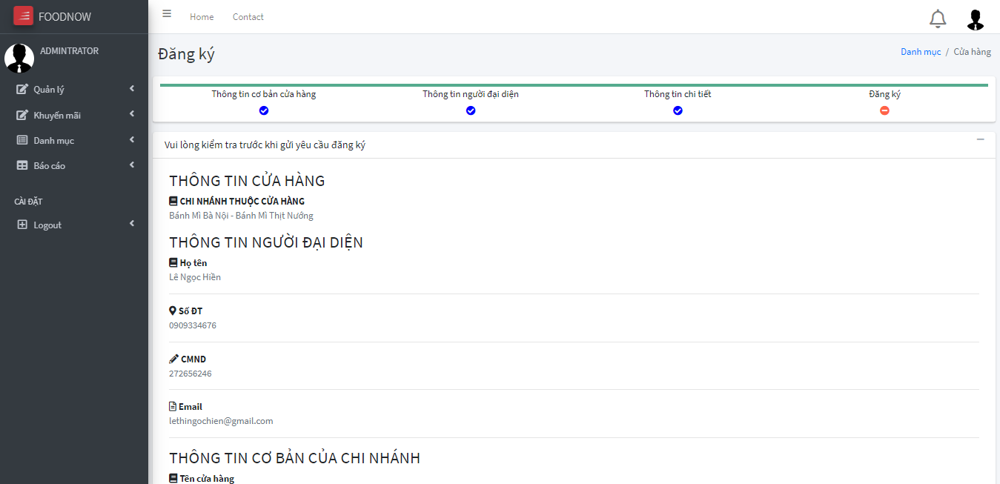 FOODNOW
Home
Contact
ADMINTRATOR
Quản lý
Khuyến mãi
Danh mục
Báo cáo
CÀI ĐẶT
Logout
Đăng ký
Danh mục / Cửa hàng
Thông tin cơ bản cửa hàng
Thông tin người đại diện
Thông tin chi tiết
Đăng ký
Vui lòng kiểm tra trước khi gửi yêu cầu đăng ký
THÔNG TIN CỬA HÀNG
CHI NHÁNH THUỘC CỬA HÀNG
Bánh Mì Bà Nội - Bánh Mì Thịt Nướng
THÔNG TIN NGƯỜI ĐẠI DIỆN
Họ tên
Lê Ngọc Hiền
Số ĐT
0909334676
CMND
272656246
Email
lethingochien@gmail.com
THÔNG TIN CƠ BẢN CỦA CHI NHÁNH
Tên cửa hàng